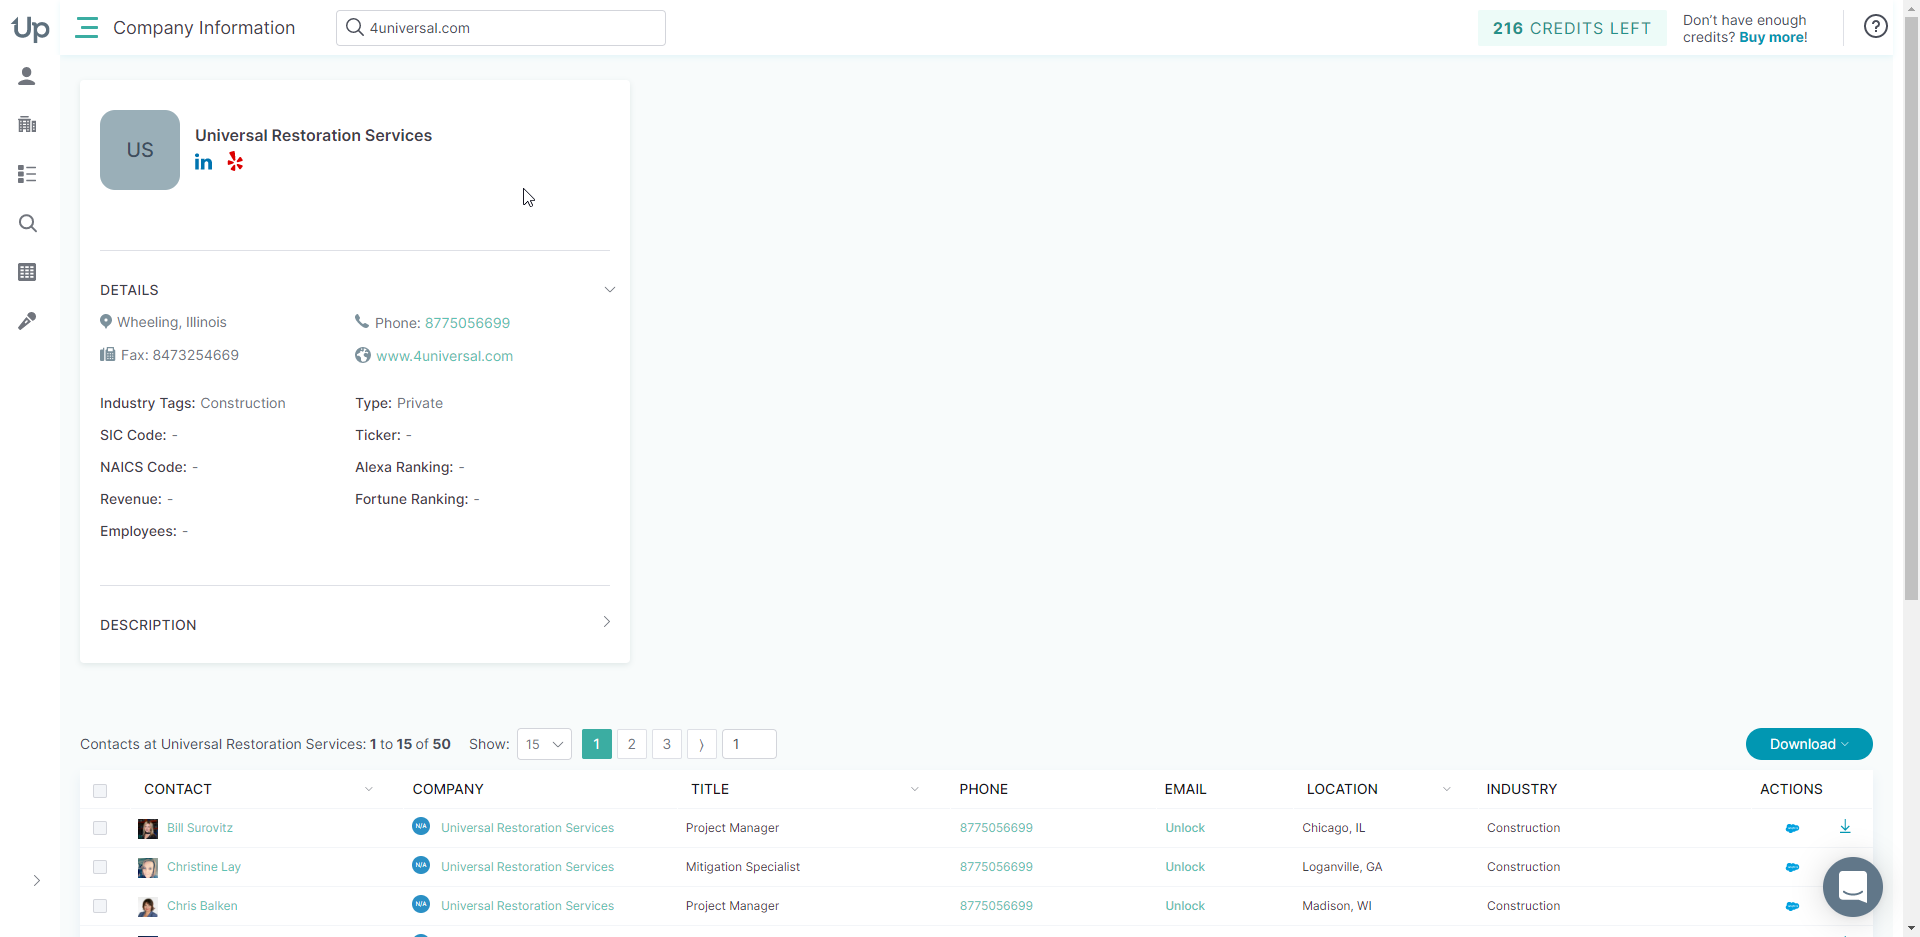 Up
Company Information
4universal.com
216 CREDITS LEFT
Don't have enough
credits? Buy more!
US
Universal Restoration Services
in
DETAILS
Wheeling, Illinois
Phone: 8775056699
Fax: 8473254669
www.4universal.com
Industry Tags: Construction
Type: Private
SIC Code: -
Ticker: -
NAICS Code: -
Alexa Ranking: -
Revenue: -
Fortune Ranking: -
Employees: -
DESCRIPTION
Contacts at Universal Restoration Services: 1 to 15 of 50 Show: 15 1 2 3 ⟩ 1
Download
CONTACT COMPANY TITLE PHONE EMAIL LOCATION INDUSTRY ACTIONS
Bill Surovitz N/A Universal Restoration Services Project Manager 8775056699 Unlock Chicago, IL Construction
Christine Lay N/A Universal Restoration Services Mitigation Specialist 8775056699 Unlock Loganville, GA Construction
Chris Balken N/A Universal Restoration Services Project Manager 8775056699 Unlock Madison, WI Construction